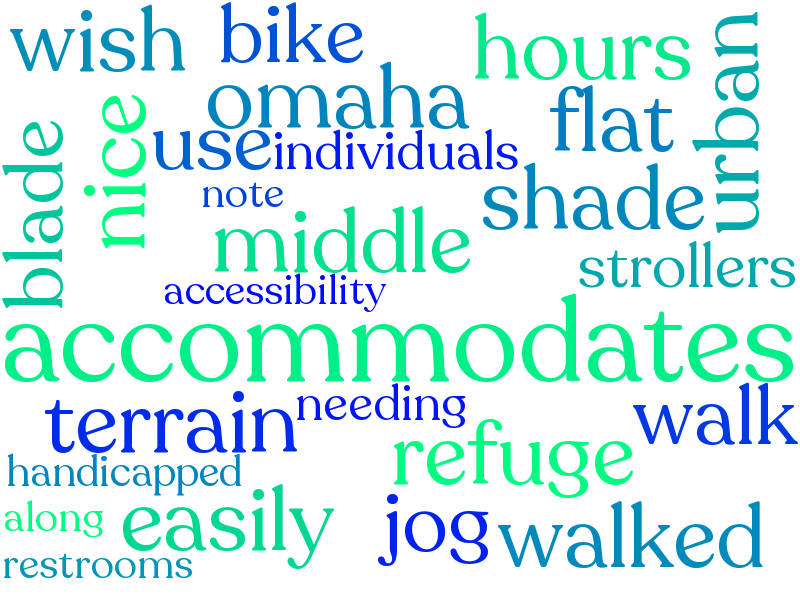 wish
bike
hours
urban
omaha
flat
nice
blade
use
individuals
note
shade
middle
strollers
accessibility
accommodates
terrain
needing
walk
refuge
handicapped
along
easily
jog
walked
restrooms